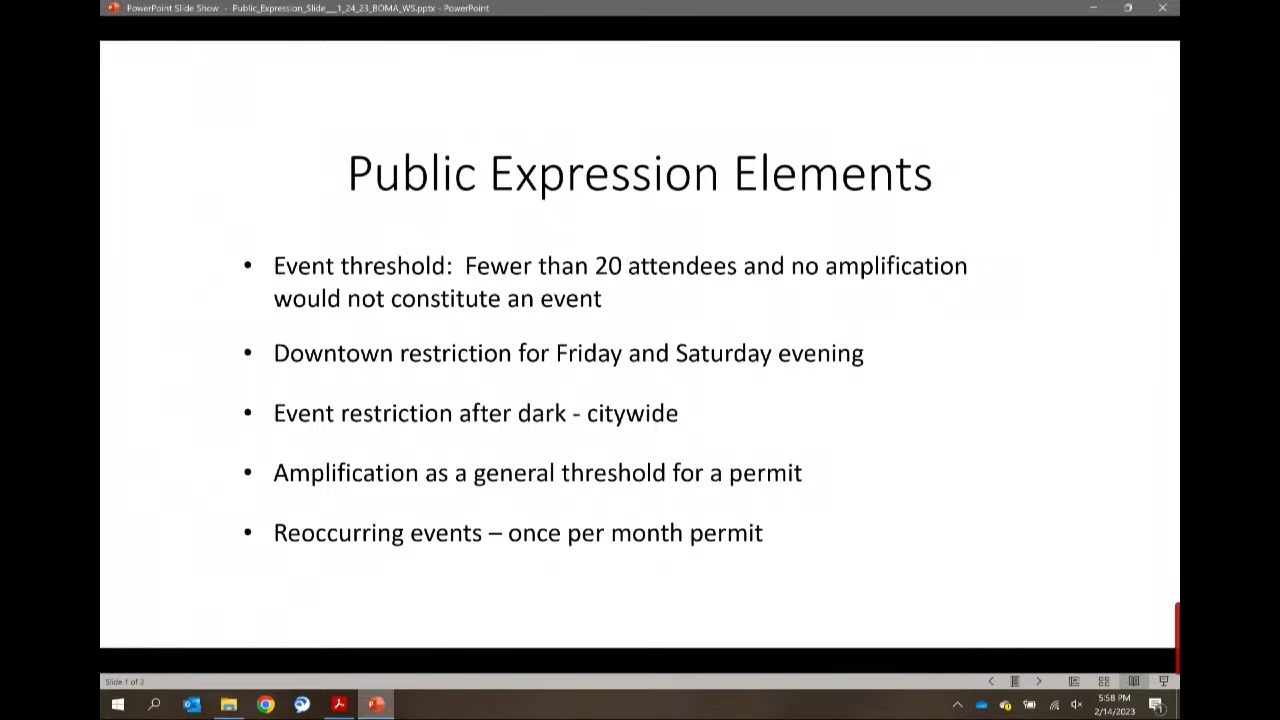 PowerPoint Slide Show - Public_Expression_Slide__1_24_23_BOMA_WS.pptx - PowerPoint
Public Expression Elements
• Event threshold:  Fewer than 20 attendees and no amplification
would not constitute an event
• Downtown restriction for Friday and Saturday evening
• Event restriction after dark - citywide
• Amplification as a general threshold for a permit
• Reoccurring events – once per month permit
Slide 1 of 2
5:58 PM
2/14/2023
1